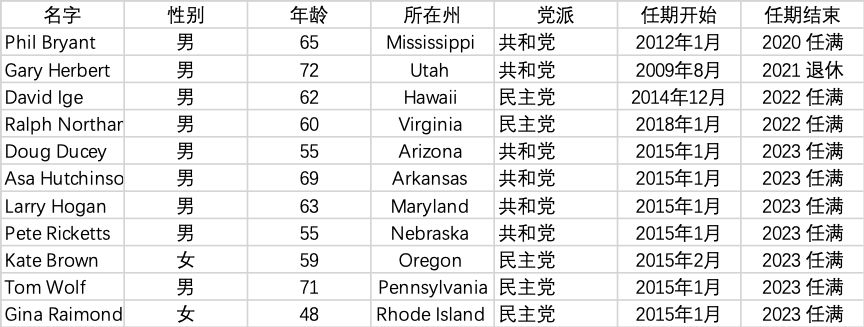 名字 性别 年龄 所在州 党派 任期开始 任期结束
Phil Bryant 男 65 Mississippi 共和党 2012年1月 2020 任满
Gary Herbert 男 72 Utah 共和党 2009年8月 2021 退休
David Ige 男 62 Hawaii 民主党 2014年12月 2022 任满
Ralph Northar 男 60 Virginia 民主党 2018年1月 2022 任满
Doug Ducey 男 55 Arizona 共和党 2015年1月 2023 任满
Asa Hutchinso 男 69 Arkansas 共和党 2015年1月 2023 任满
Larry Hogan 男 63 Maryland 共和党 2015年1月 2023 任满
Pete Ricketts 男 55 Nebraska 共和党 2015年1月 2023 任满
Kate Brown 女 59 Oregon 民主党 2015年2月 2023 任满
Tom Wolf 男 71 Pennsylvania 民主党 2015年1月 2023 任满
Gina Raimond 女 48 Rhode Island 民主党 2015年1月 2023 任满